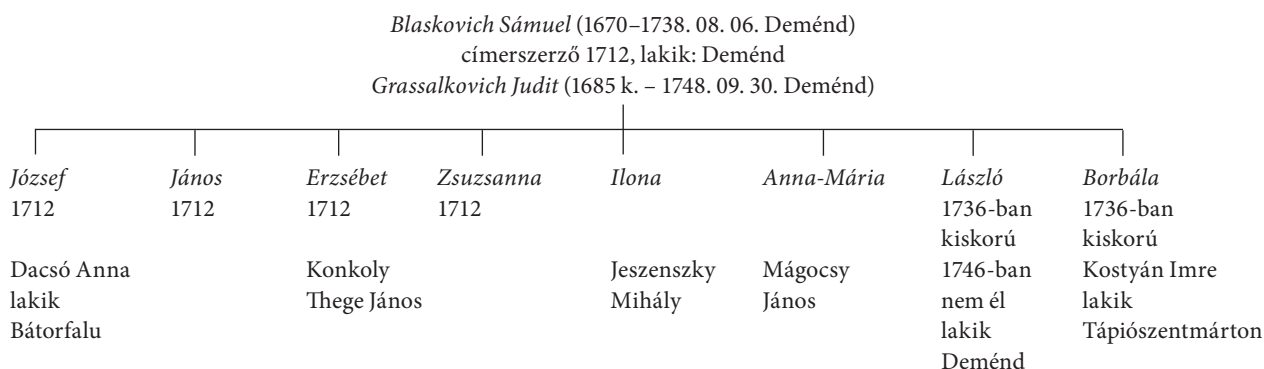 Blaskovich Sámuel (1670–1738. 08. 06. Deménd)
címerszerző 1712, lakik: Deménd
Grassalkovich Judit (1685 k. – 1748. 09. 30. Deménd)
József
1712
Dacsó Anna
lakik
Bátorfalu
János
1712
Erzsébet
1712
Konkoly
Thege János
Zsuzsanna
1712
Ilona
Jeszenszky
Mihály
Anna-Mária
Mágocsy
János
László
1736-ban
kiskorú
1746-ban
nem él
lakik
Deménd
Borbála
1736-ban
kiskorú
Kostyán Imre
lakik
Tápiószentmárton